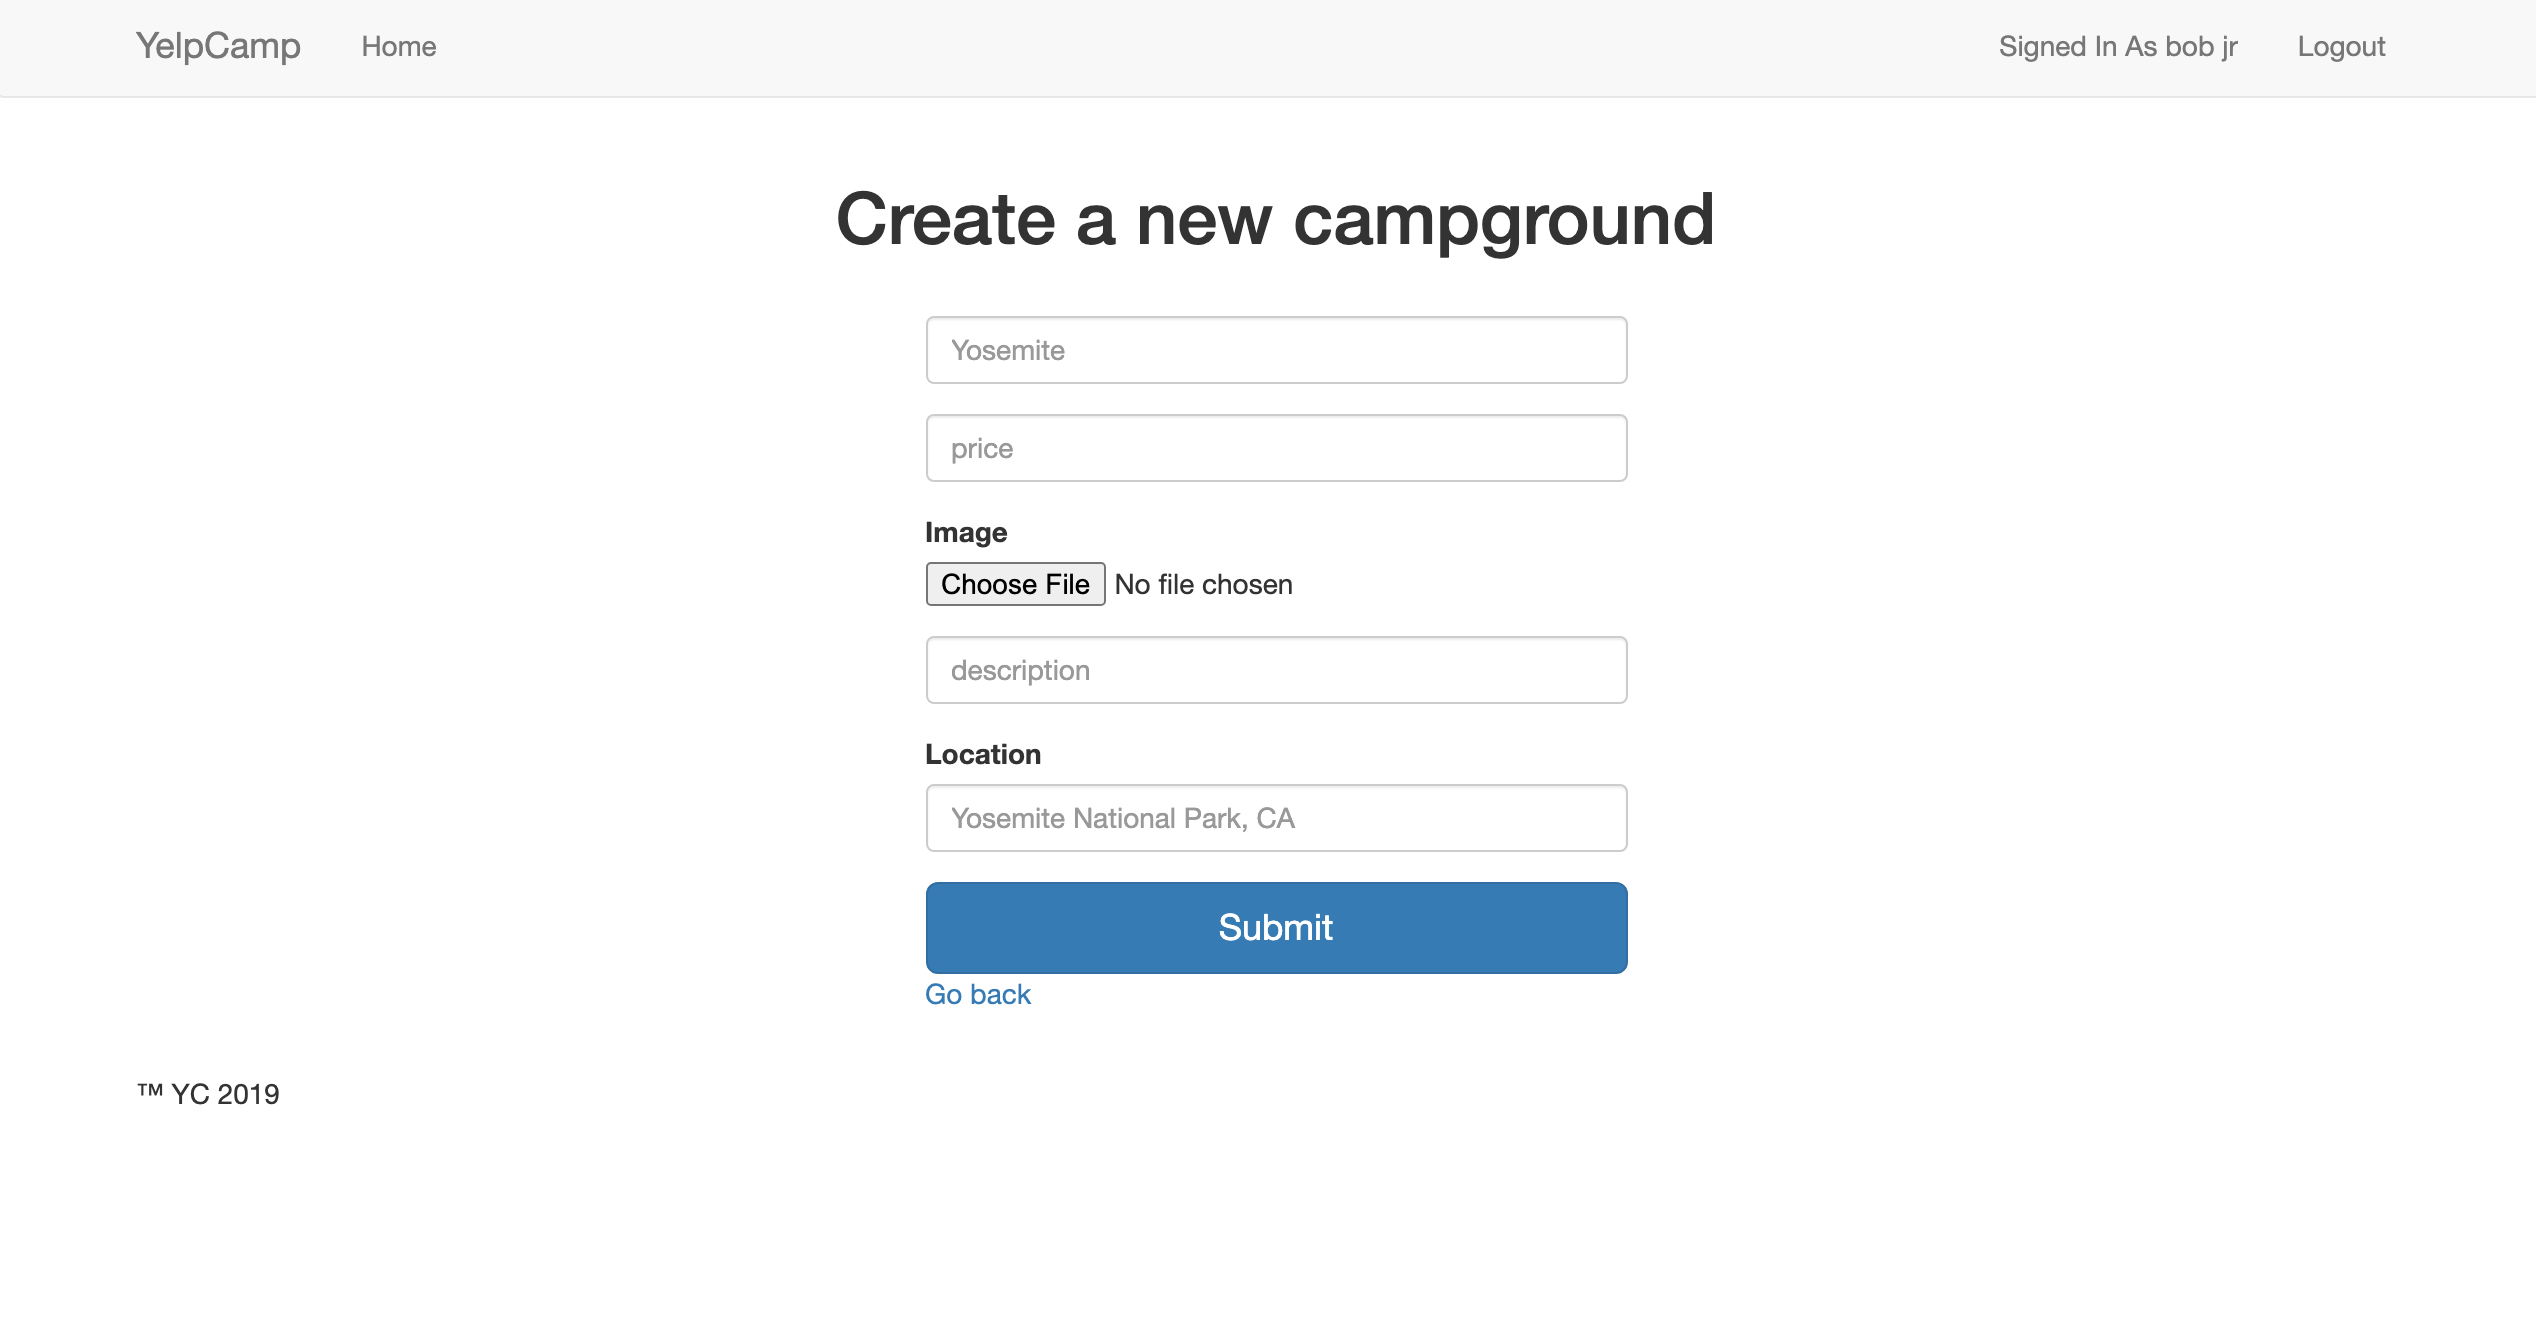 YelpCamp Home Signed In As bob jr Logout
Create a new campground
Yosemite
price
Image
Choose File No file chosen
description
Location
Yosemite National Park, CA
Submit
Go back
™ YC 2019